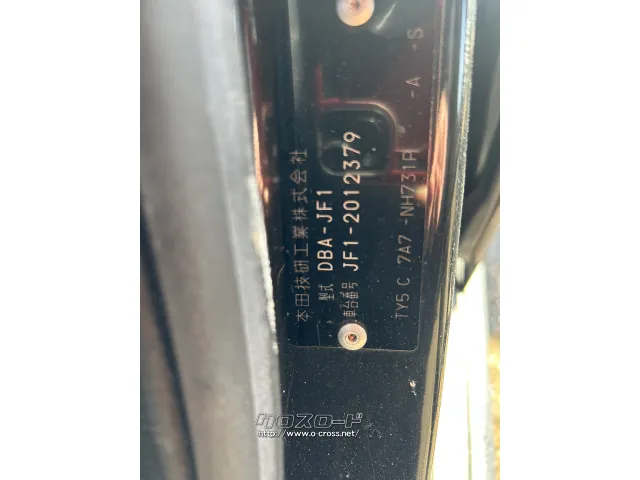 本田技研工業株式会社
型式 DBA-JF1
車台番号 JF1-2012379
TY5 C 7A7 -NH731P -A -S
クロスロード
http://www.o-cross.net/